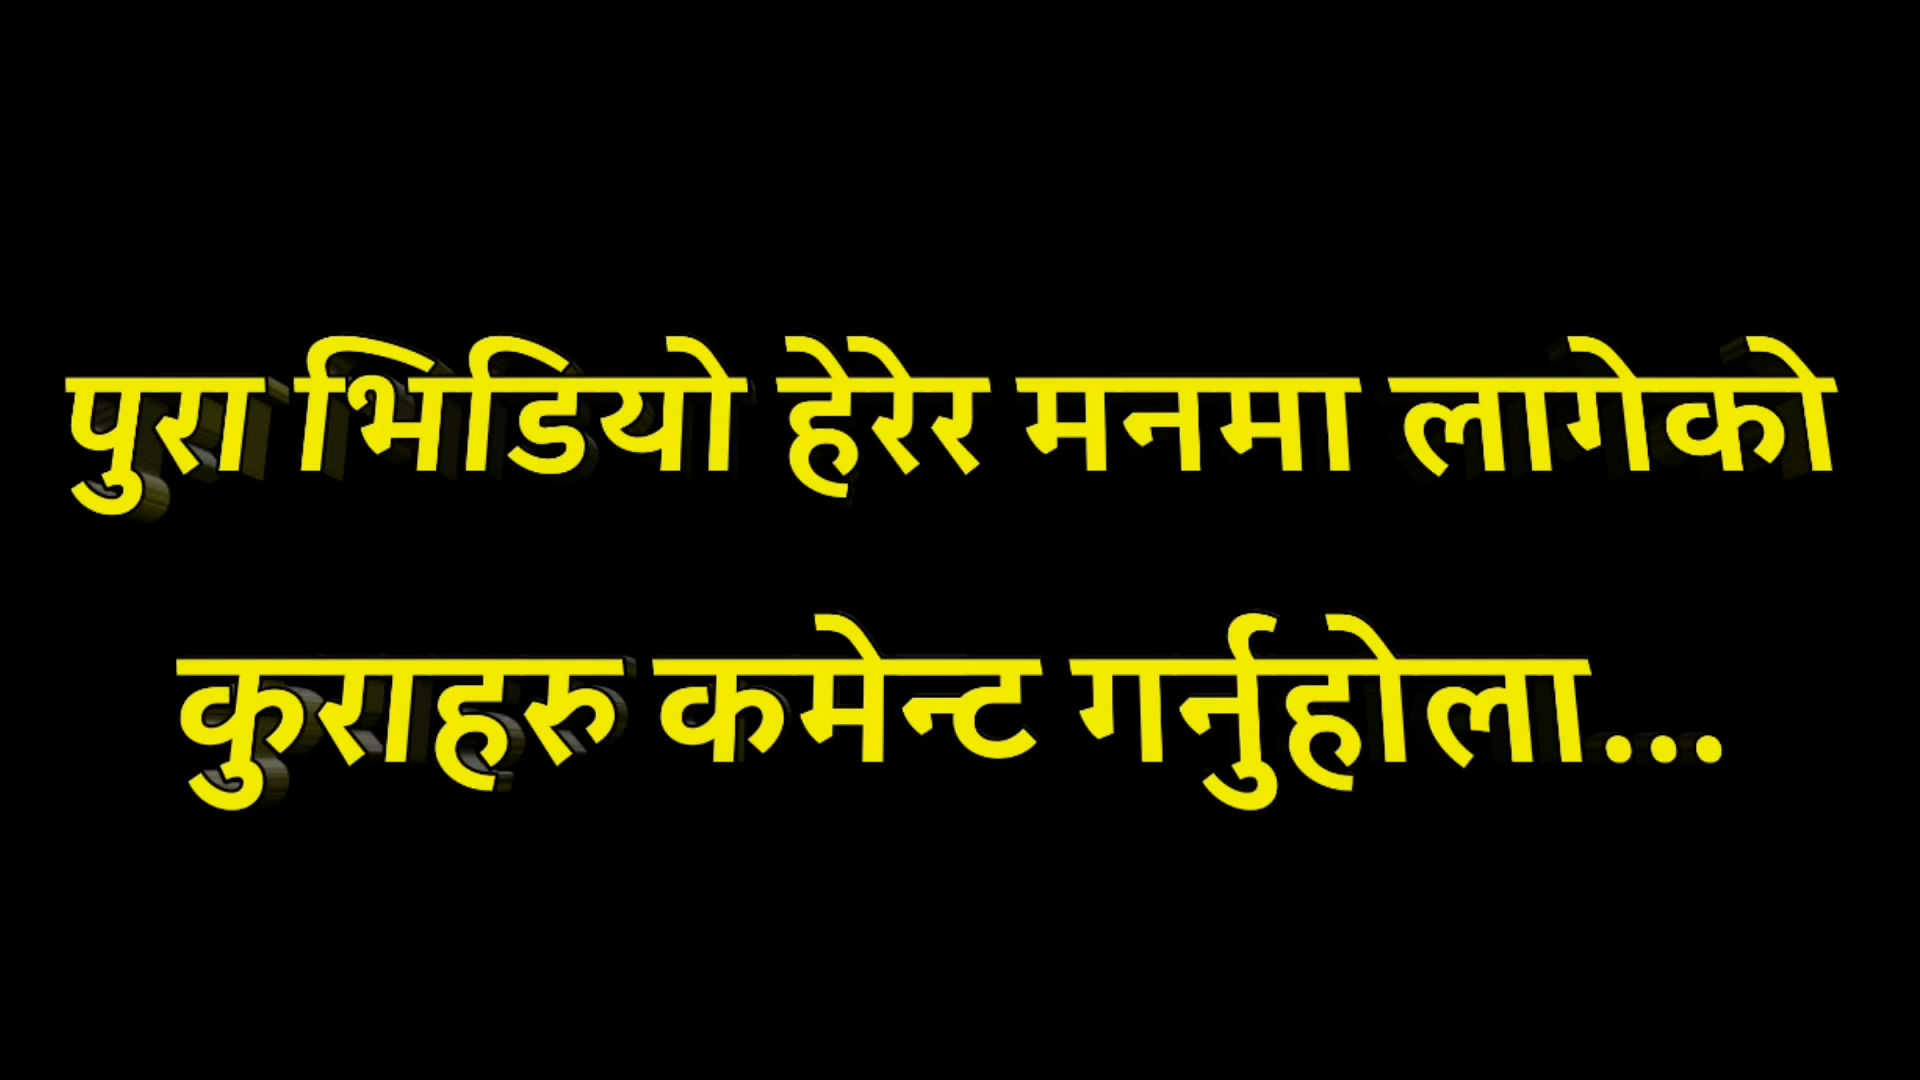 पुरा भिडियो हेरेर मनमा लागेको
कुराहरु कमेन्ट गर्नुहोला...